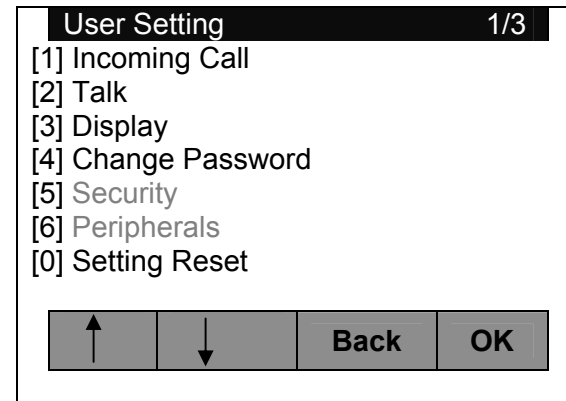 User Setting 1/3
[1] Incoming Call
[2] Talk
[3] Display
[4] Change Password
[5] Security
[6] Peripherals
[0] Setting Reset
↑ ↓ Back OK